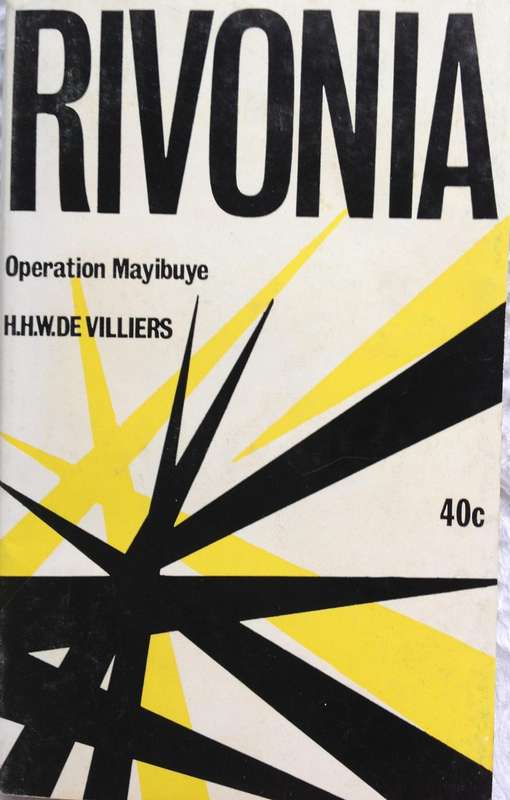 RIVONIA
Operation Mayibuye
H.H.W.DE VILLIERS
40c